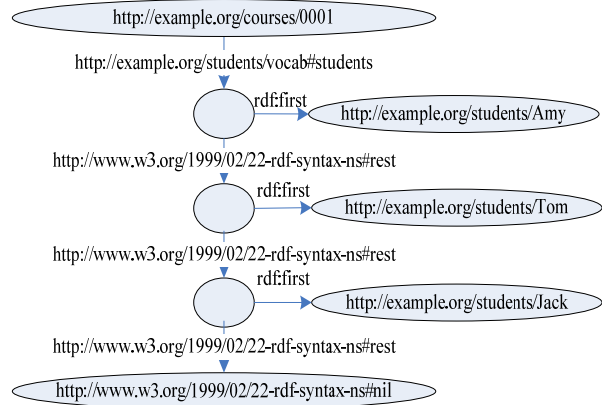 http://example.org/courses/0001
http://example.org/students/vocab#students
rdf:first
http://example.org/students/Amy
http://www.w3.org/1999/02/22-rdf-syntax-ns#rest
rdf:first
http://example.org/students/Tom
http://www.w3.org/1999/02/22-rdf-syntax-ns#rest
rdf:first
http://example.org/students/Jack
http://www.w3.org/1999/02/22-rdf-syntax-ns#rest
http://www.w3.org/1999/02/22-rdf-syntax-ns#nil